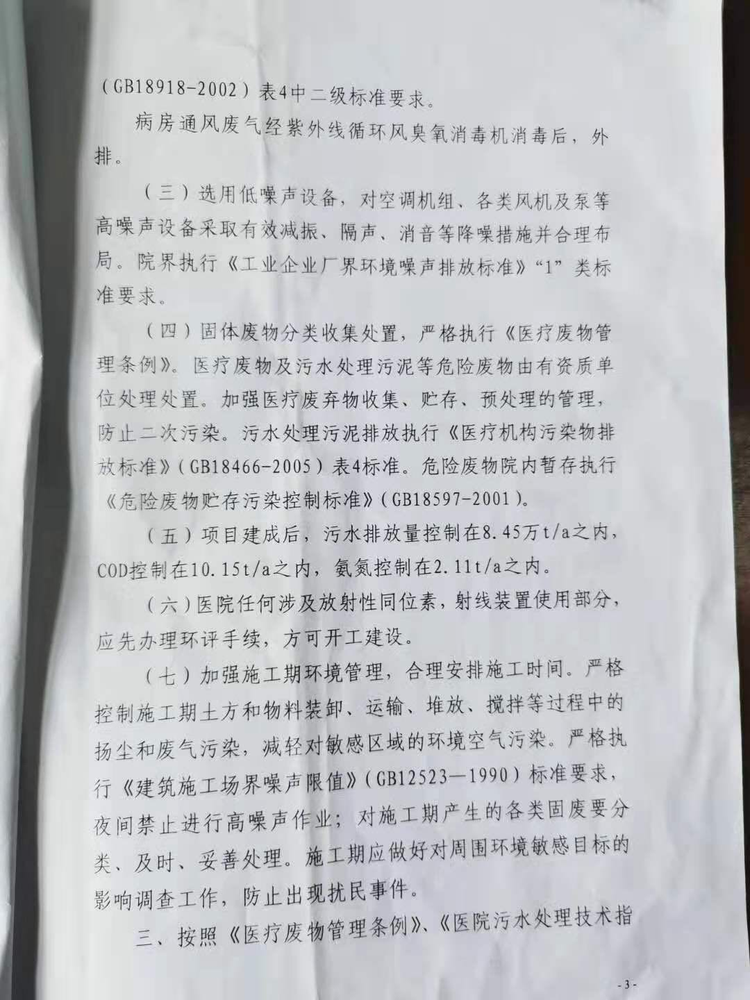 （GB18918-2002）表4中二级标准要求。
病房通风废气经紫外线循环风臭氧消毒机消毒后，外
排。
（三）选用低噪声设备，对空调机组、各类风机及泵等
高噪声设备采取有效减振、隔声、消音等降噪措施并合理布
局。院界执行《工业企业厂界环境噪声排放标准》“1”类标
准要求。
（四）固体废物分类收集处置，严格执行《医疗废物管
理条例》。医疗废物及污水处理污泥等危险废物由有资质单
位处理处置。加强医疗废弃物收集、贮存、预处理的管理，
防止二次污染。污水处理污泥排放执行《医疗机构污染物排
放标准》（GB18466-2005）表4标准。危险废物院内暂存执行
《危险废物贮存污染控制标准》（GB18597-2001）。
（五）项目建成后，污水排放量控制在8.45万t/a之内，
COD控制在10.15t/a之内，氨氮控制在2.11t/a之内。
（六）医院任何涉及放射性同位素，射线装置使用部分，
应先办理环评手续，方可开工建设。
（七）加强施工期环境管理，合理安排施工时间。严格
控制施工期土方和物料装卸、运输、堆放、搅拌等过程中的
扬尘和废气污染，减轻对敏感区域的环境空气污染。严格执
行《建筑施工场界噪声限值》（GB12523—1990）标准要求，
夜间禁止进行高噪声作业；对施工期产生的各类固废要分
类、及时、妥善处理。施工期应做好对周围环境敏感目标的
影响调查工作，防止出现扰民事件。
三、按照《医疗废物管理条例》、《医院污水处理技术指
-3-